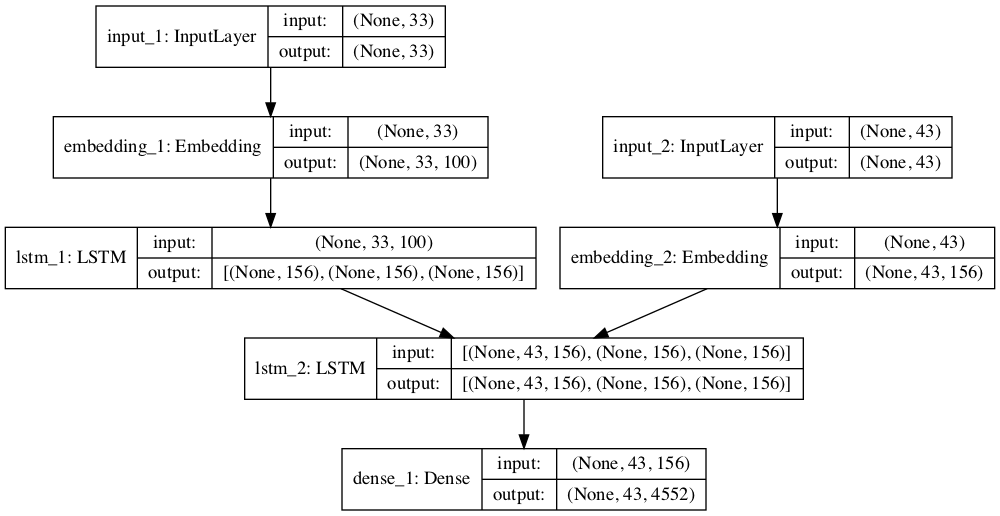 input_1: InputLayer
input: (None, 33)
output: (None, 33)
embedding_1: Embedding
input: (None, 33)
output: (None, 33, 100)
input_2: InputLayer
input: (None, 43)
output: (None, 43)
lstm_1: LSTM
input: (None, 33, 100)
output: [(None, 156), (None, 156), (None, 156)]
embedding_2: Embedding
input: (None, 43)
output: (None, 43, 156)
lstm_2: LSTM
input: [(None, 43, 156), (None, 156), (None, 156)]
output: [(None, 43, 156), (None, 156), (None, 156)]
dense_1: Dense
input: (None, 43, 156)
output: (None, 43, 4552)